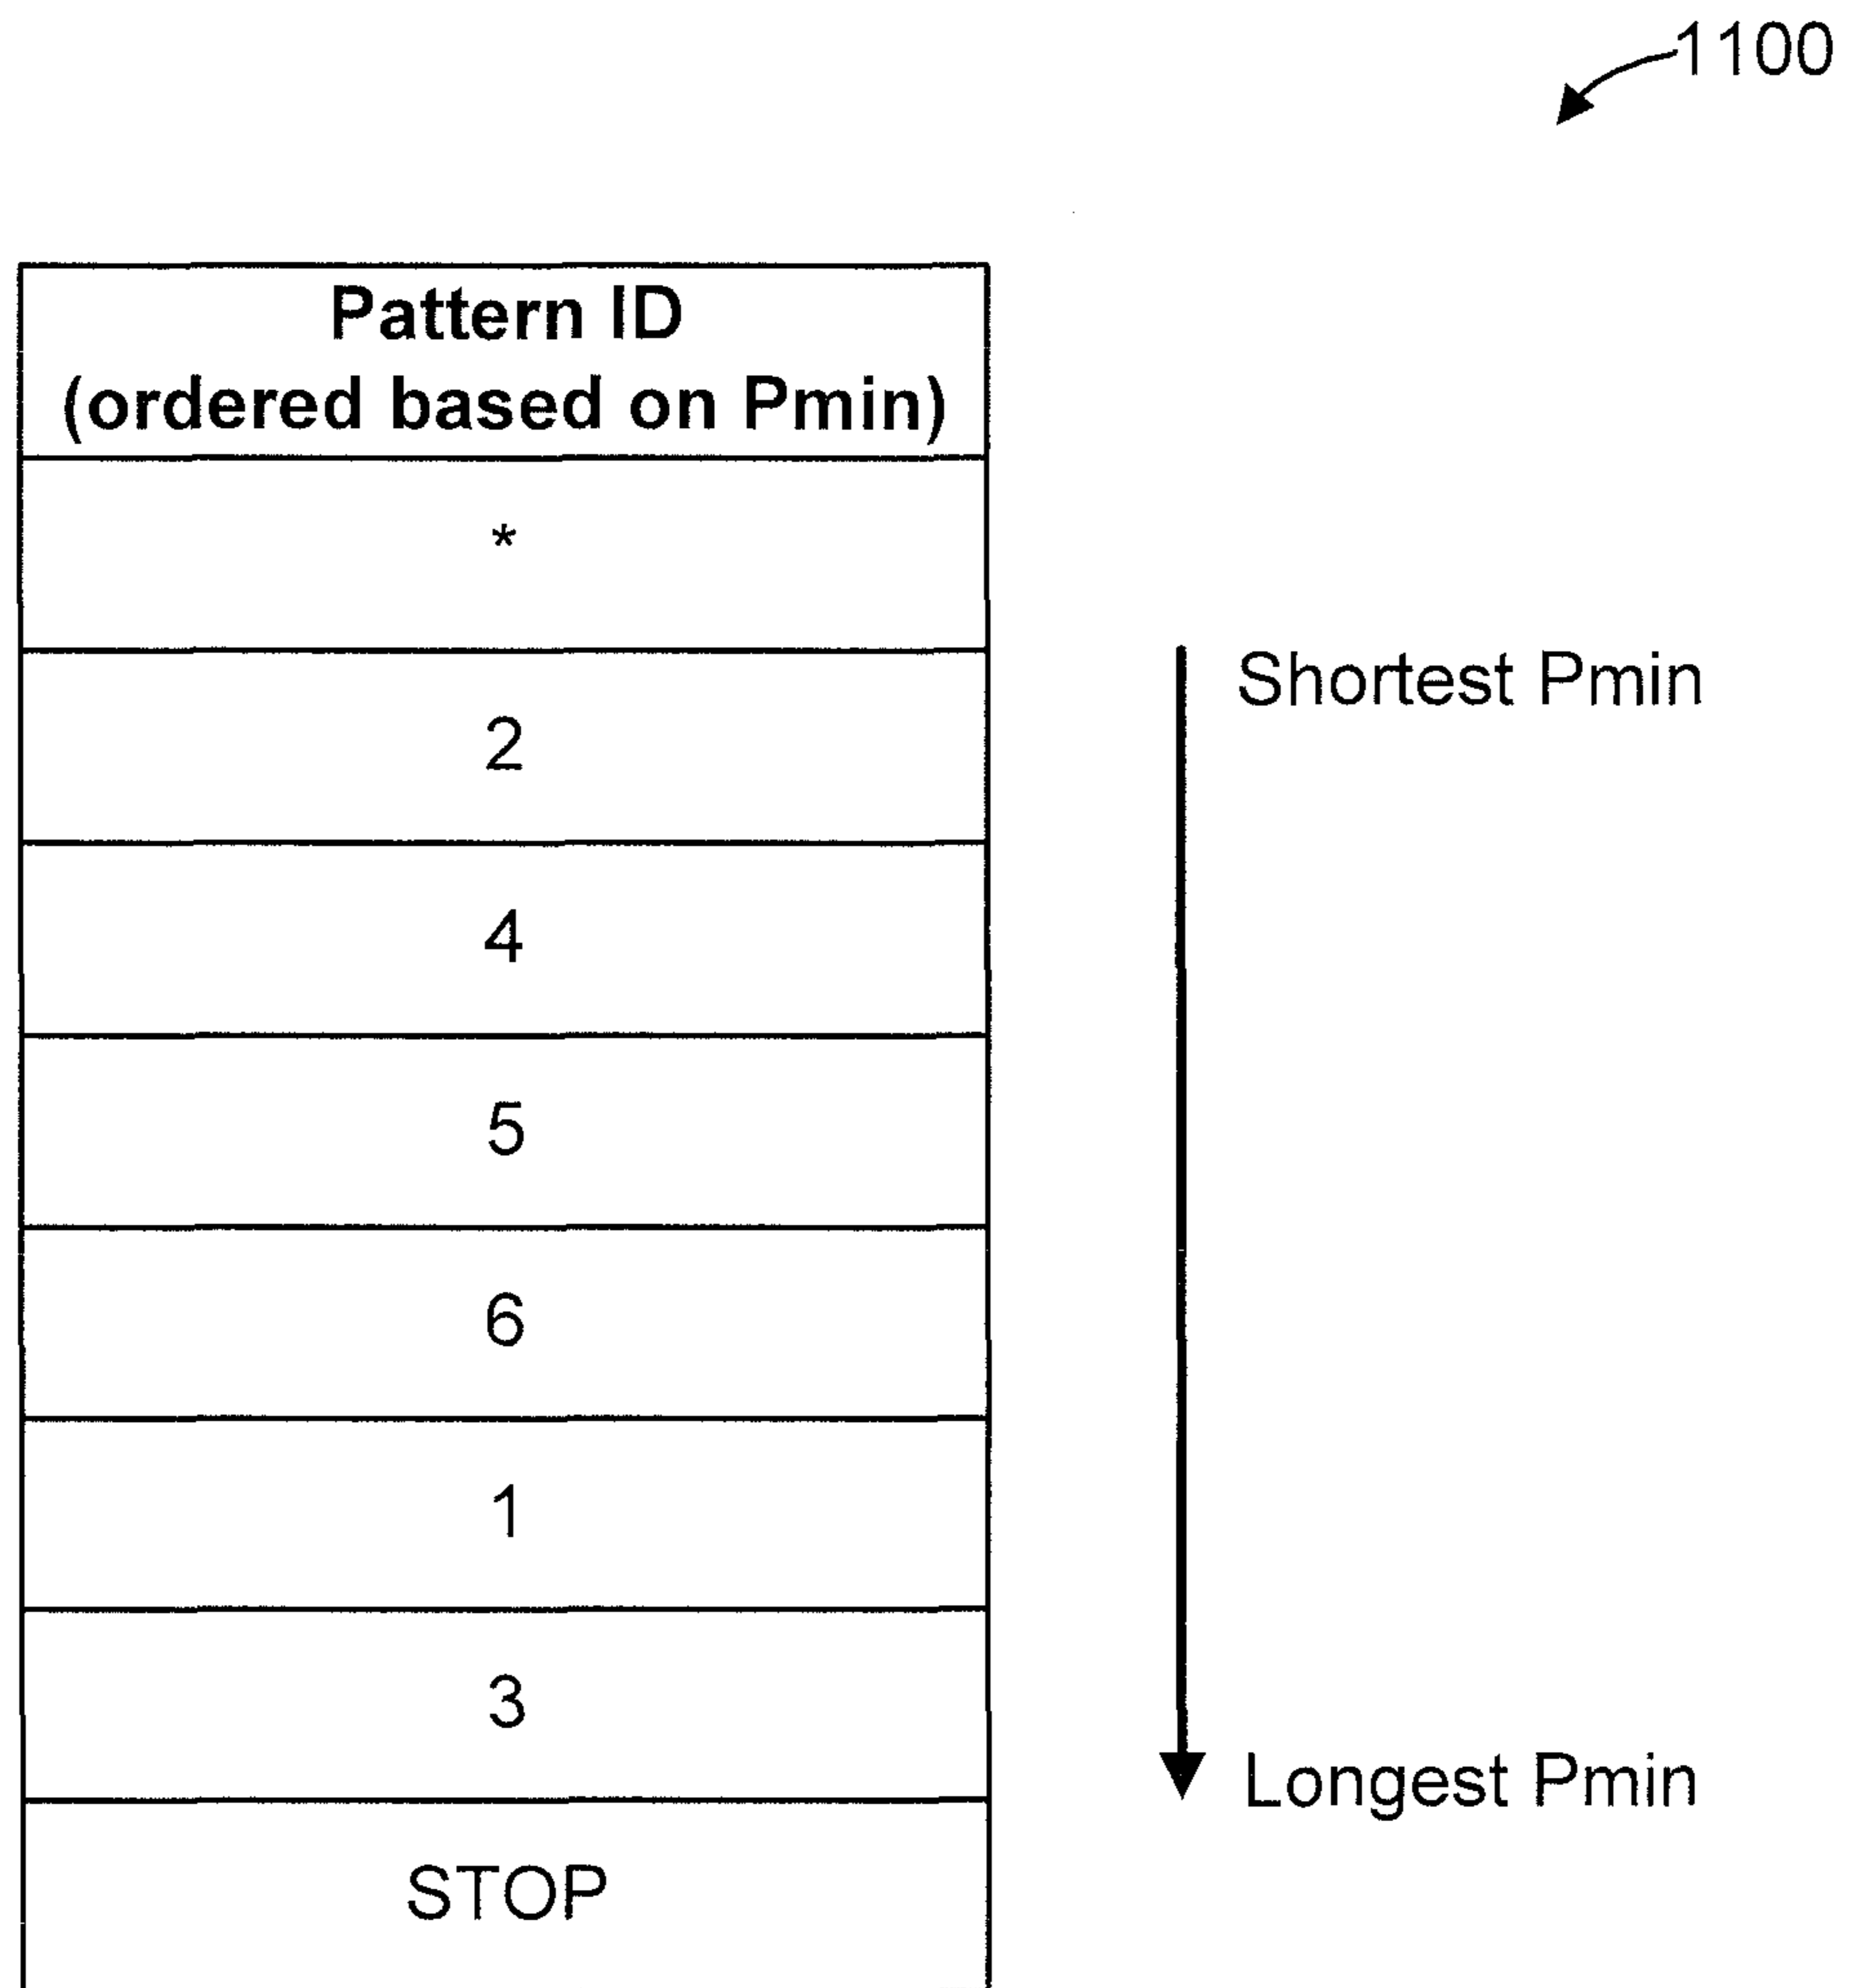 1100
Pattern ID
(ordered based on Pmin)
*
Shortest Pmin
2
4
5
6
1
3
Longest Pmin
STOP